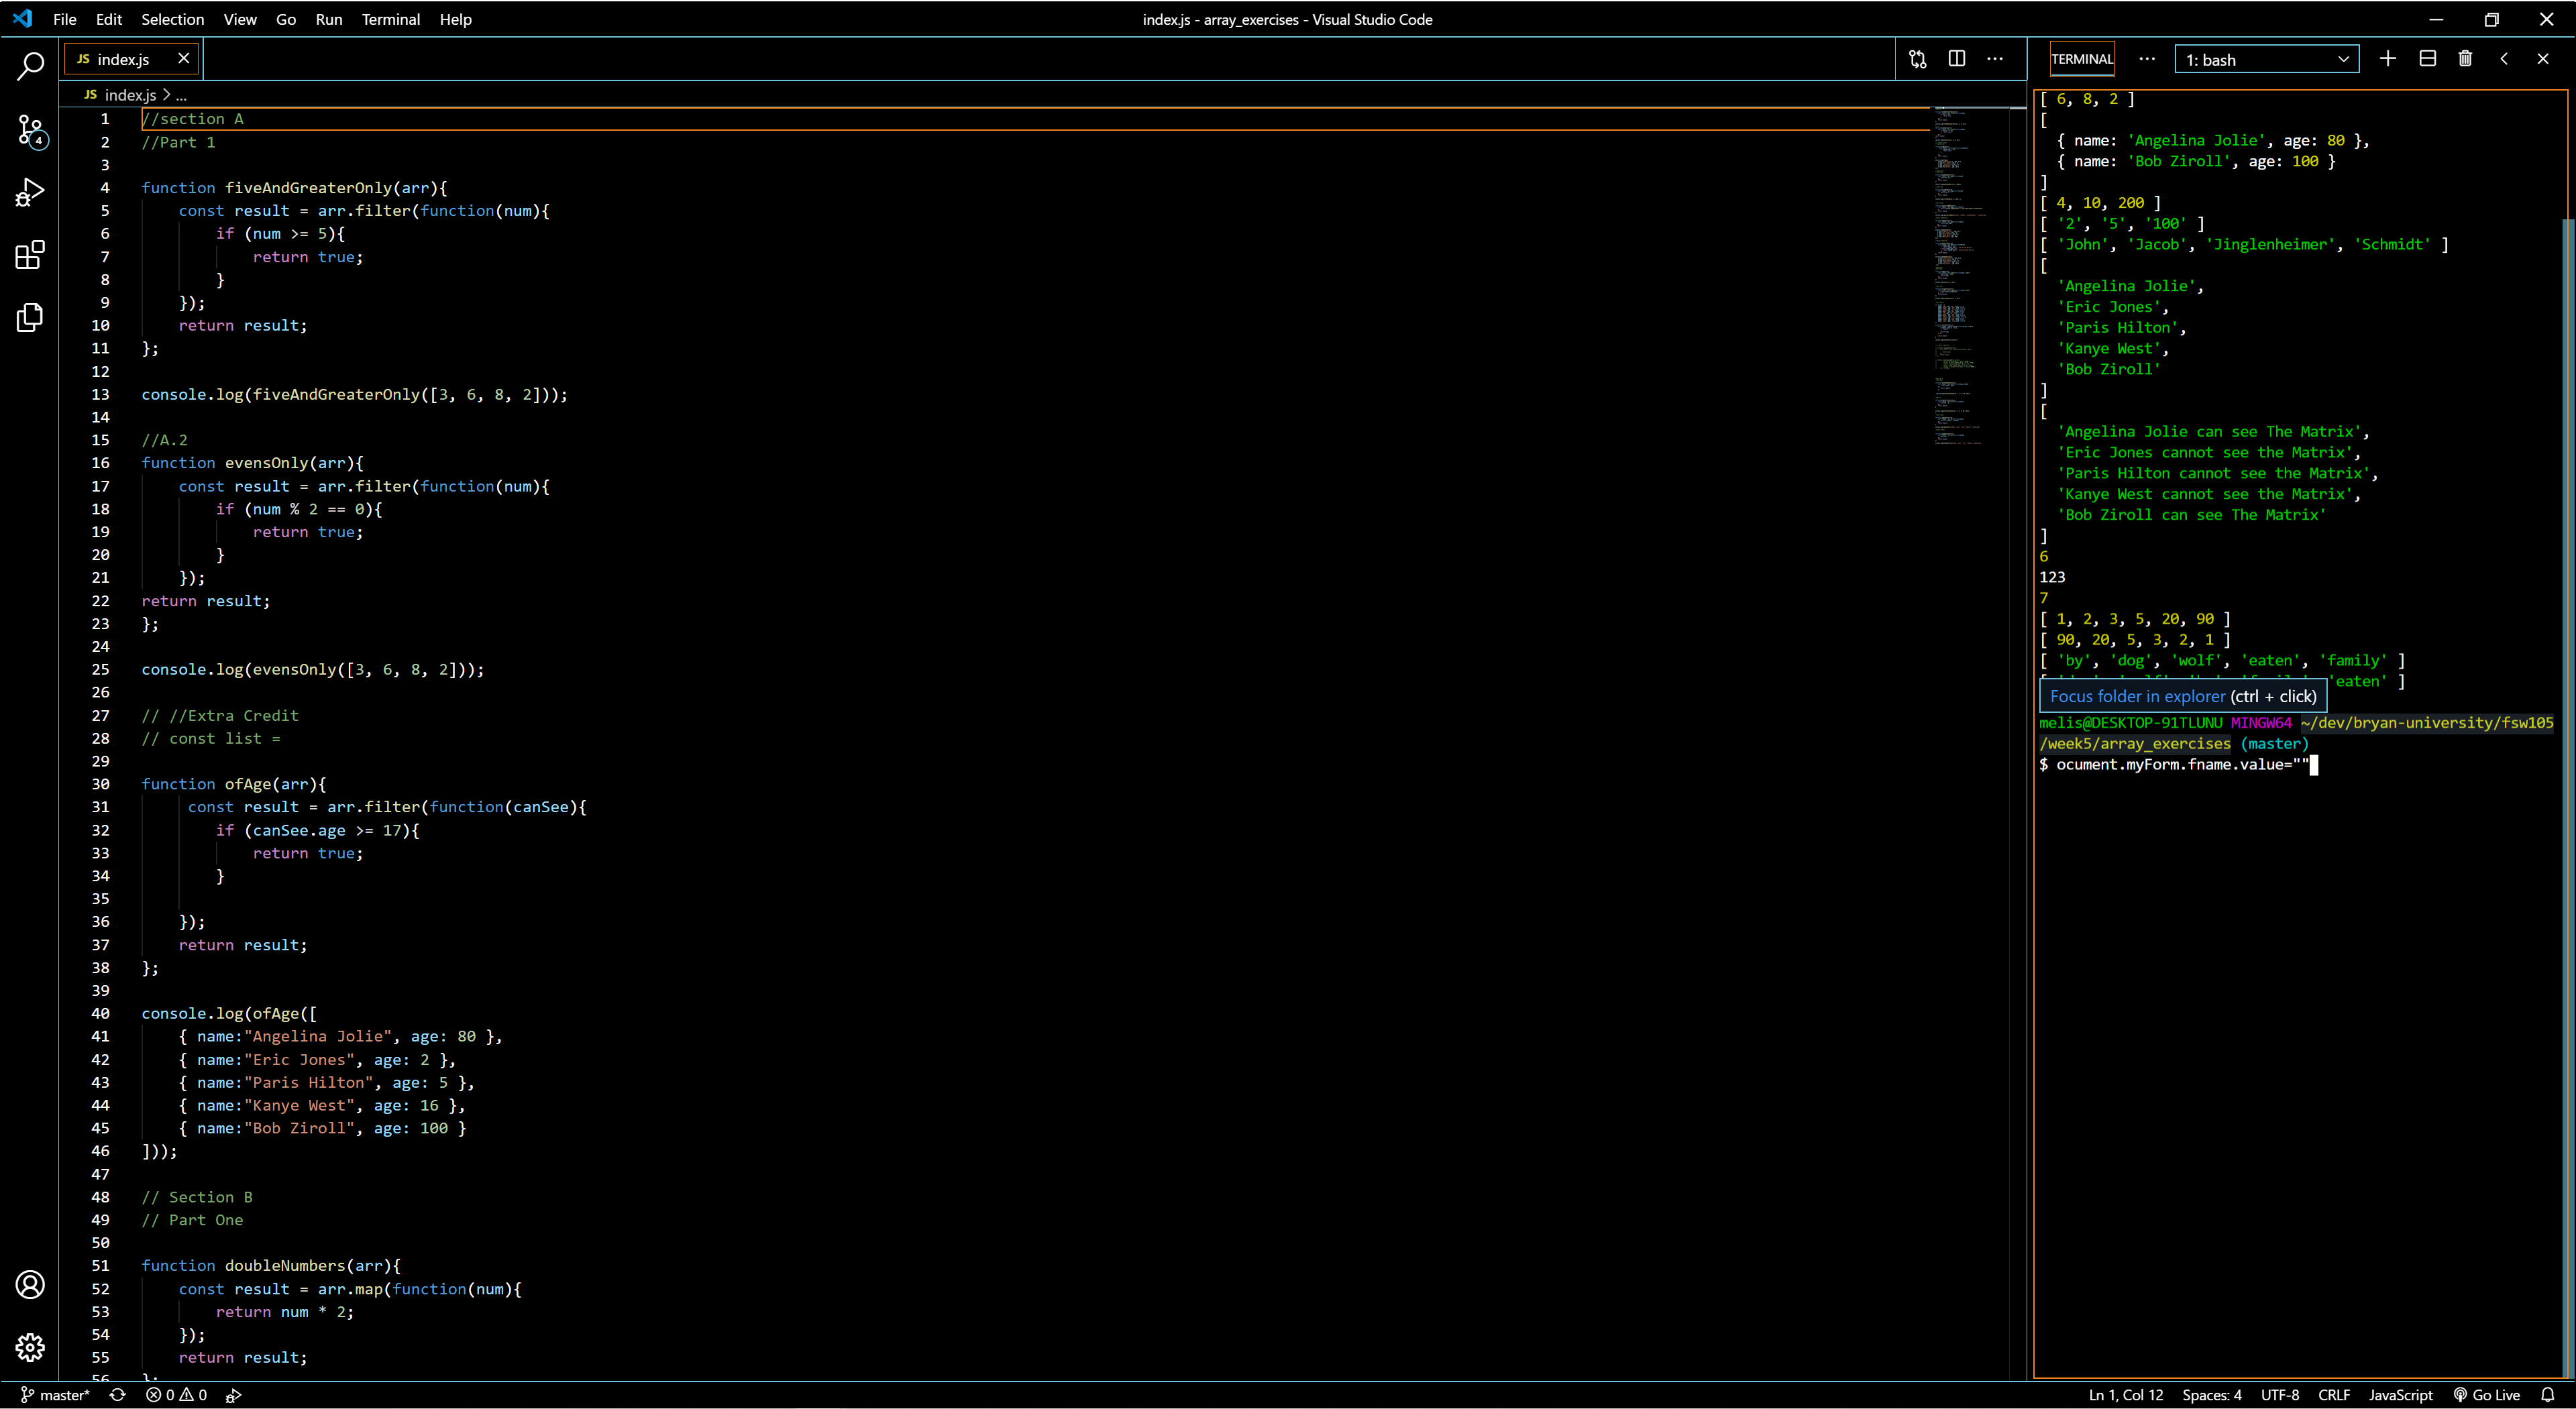 File Edit Selection View Go Run Terminal Help
index.js - array_exercises - Visual Studio Code
JS index.js
TERMINAL
1: bash
JS index.js > ...
4
1 //section A
2 //Part 1
3
4 function fiveAndGreaterOnly(arr){
5 const result = arr.filter(function(num){
6 if (num >= 5){
7 return true;
8 }
9 });
10 return result;
11 };
12
13 console.log(fiveAndGreaterOnly([3, 6, 8, 2]));
14
15 //A.2
16 function evensOnly(arr){
17 const result = arr.filter(function(num){
18 if (num % 2 == 0){
19 return true;
20 }
21 });
22 return result;
23 };
24
25 console.log(evensOnly([3, 6, 8, 2]));
26
27 // //Extra Credit
28 // const list =
29
30 function ofAge(arr){
31 const result = arr.filter(function(canSee){
32 if (canSee.age >= 17){
33 return true;
34 }
35
36 });
37 return result;
38 };
39
40 console.log(ofAge([
41 { name:"Angelina Jolie", age: 80 },
42 { name:"Eric Jones", age: 2 },
43 { name:"Paris Hilton", age: 5 },
44 { name:"Kanye West", age: 16 },
45 { name:"Bob Ziroll", age: 100 }
46 ]));
47
48 // Section B
49 // Part One
50
51 function doubleNumbers(arr){
52 const result = arr.map(function(num){
53 return num * 2;
54 });
55 return result;
56 };
[ 6, 8, 2 ]
[
{ name: 'Angelina Jolie', age: 80 },
{ name: 'Bob Ziroll', age: 100 }
]
[ 4, 10, 200 ]
[ '2', '5', '100' ]
[ 'John', 'Jacob', 'Jinglenheimer', 'Schmidt' ]
[
'Angelina Jolie',
'Eric Jones',
'Paris Hilton',
'Kanye West',
'Bob Ziroll'
]
[
'Angelina Jolie can see The Matrix',
'Eric Jones cannot see the Matrix',
'Paris Hilton cannot see the Matrix',
'Kanye West cannot see the Matrix',
'Bob Ziroll can see The Matrix'
]
6
123
7
[ 1, 2, 3, 5, 20, 90 ]
[ 90, 20, 5, 3, 2, 1 ]
[ 'by', 'dog', 'wolf', 'eaten', 'family' ]
'eaten' ]
Focus folder in explorer (ctrl + click)
melis@DESKTOP-91TLUNU MINGW64 ~/dev/bryan-university/fsw105
/week5/array_exercises (master)
$ ocument.myForm.fname.value=""
master* 0 0
Ln 1, Col 12 Spaces: 4 UTF-8 CRLF JavaScript Go Live